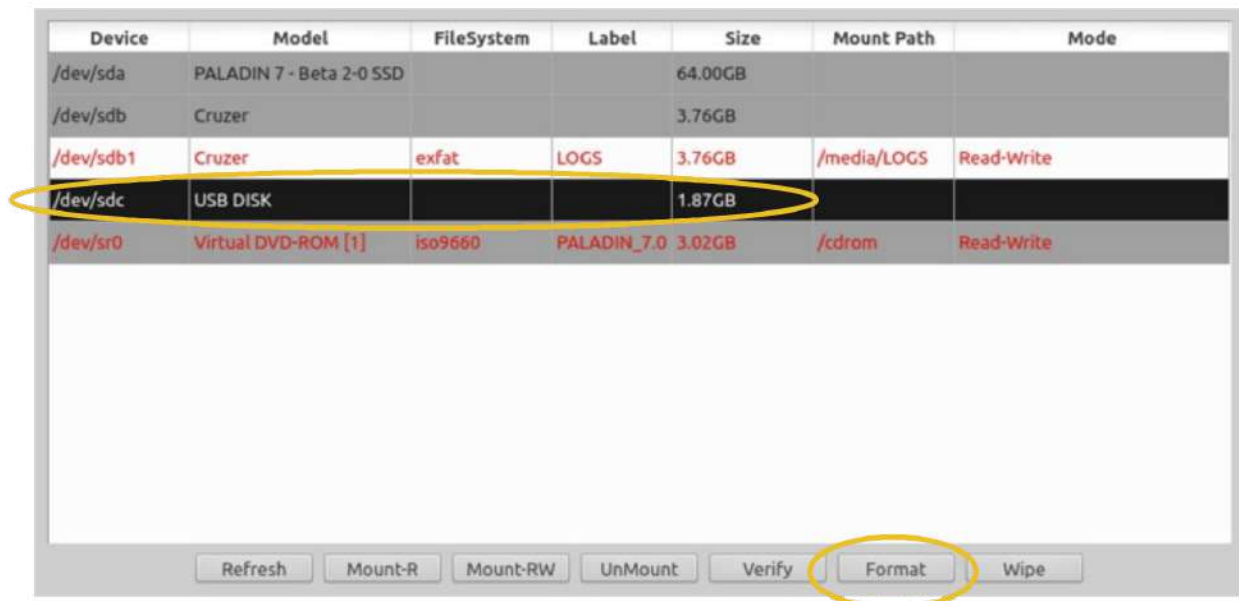 Device Model FileSystem Label Size Mount Path Mode
/dev/sda PALADIN 7 - Beta 2-0 SSD 64.00GB
/dev/sdb Cruzer 3.76GB
/dev/sdb1 Cruzer exfat LOGS 3.76GB /media/LOGS Read-Write
/dev/sdc USB DISK 1.87GB
/dev/sr0 Virtual DVD-ROM [1] iso9660 PALADIN_7.0 3.02GB /cdrom Read-Write
Refresh Mount-R Mount-RW UnMount Verify Format Wipe